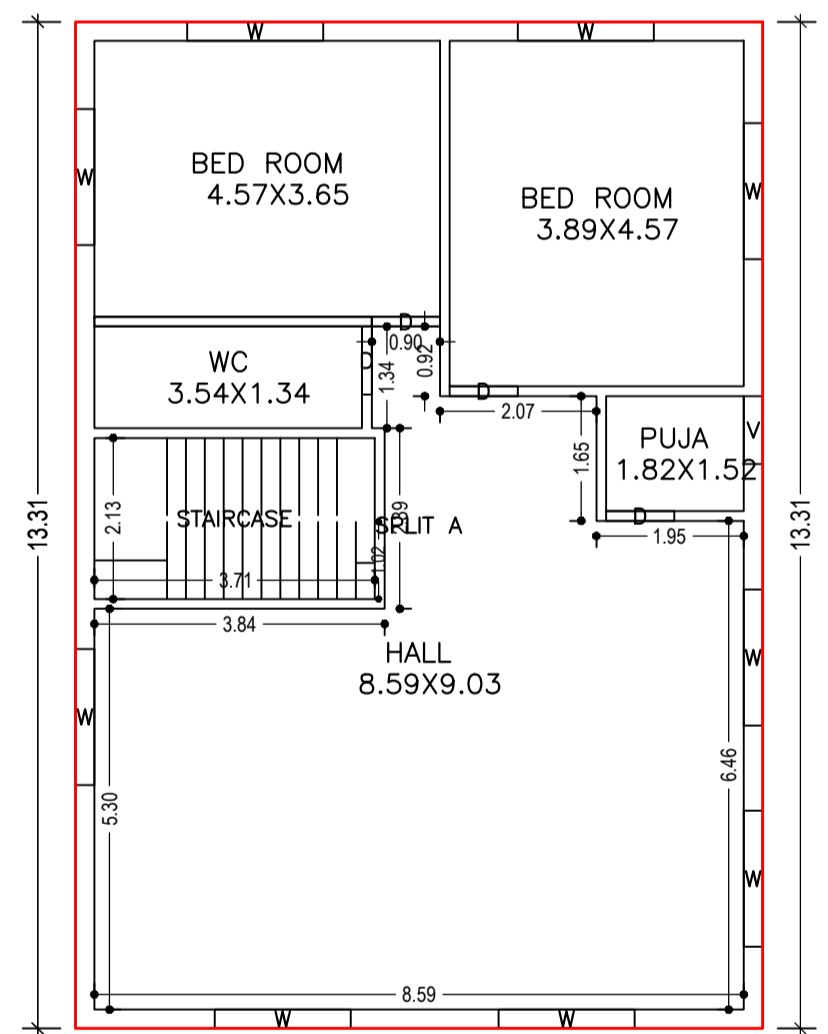 W
W
W
BED ROOM
4.57X3.65
W
BED ROOM
3.89X4.57
D
0.90
0.92
WC
3.54X1.34
D
1.34
D
2.07
PUJA
1.82X1.52
V
1.65
D
1.95
2.13
STAIRCASE
SPLIT A
2.89
1.02
3.71
13.31
13.31
3.84
HALL
8.59X9.03
W
W
6.46
5.30
W
8.59
W
W